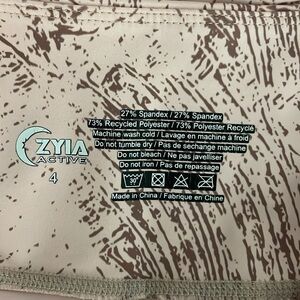 ZYIA
ACTIVE
4
27% Spandex / 27% Spandex
73% Recycled Polyester / 73% Polyester Recycle
Machine wash cold / Lavage en machine à froid
Do not tumble dry / Pas de sechange machine
Do not bleach / Ne pas javelliser
Do not iron / Pas de repassage
Made in China / Fabrique en Chine